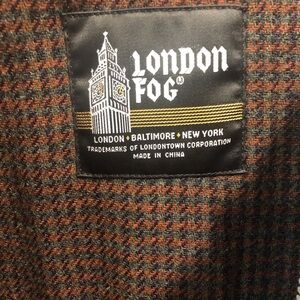 LONDON
FOG®
LONDON • BALTIMORE • NEW YORK
TRADEMARKS OF LONDONTOWN CORPORATION
MADE IN CHINA